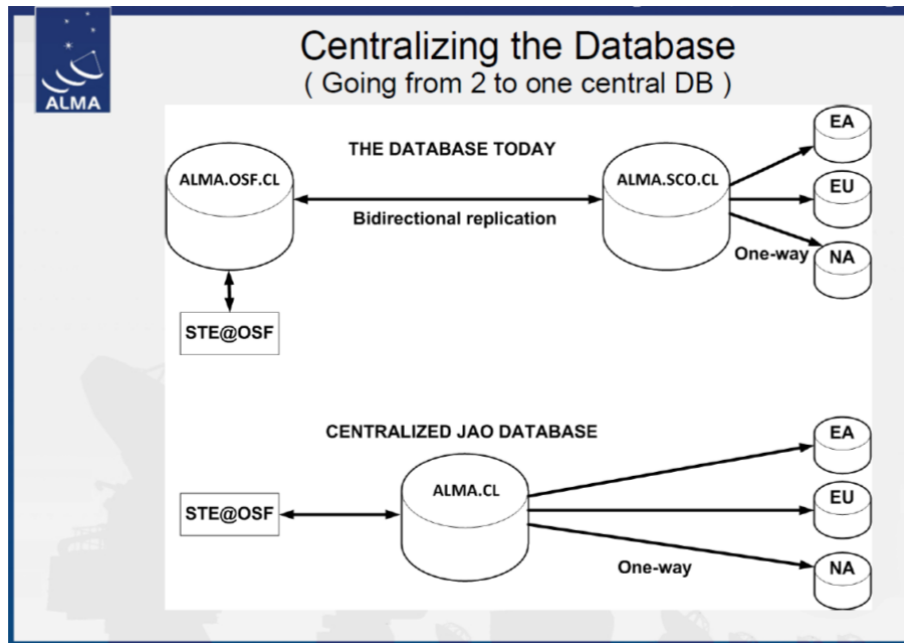 ALMA
Centralizing the Database
( Going from 2 to one central DB )
THE DATABASE TODAY
ALMA.OSF.CL
Bidirectional replication
ALMA.SCO.CL
EA
EU
NA
One-way
STE@OSF
CENTRALIZED JAO DATABASE
STE@OSF
ALMA.CL
EA
EU
NA
One-way